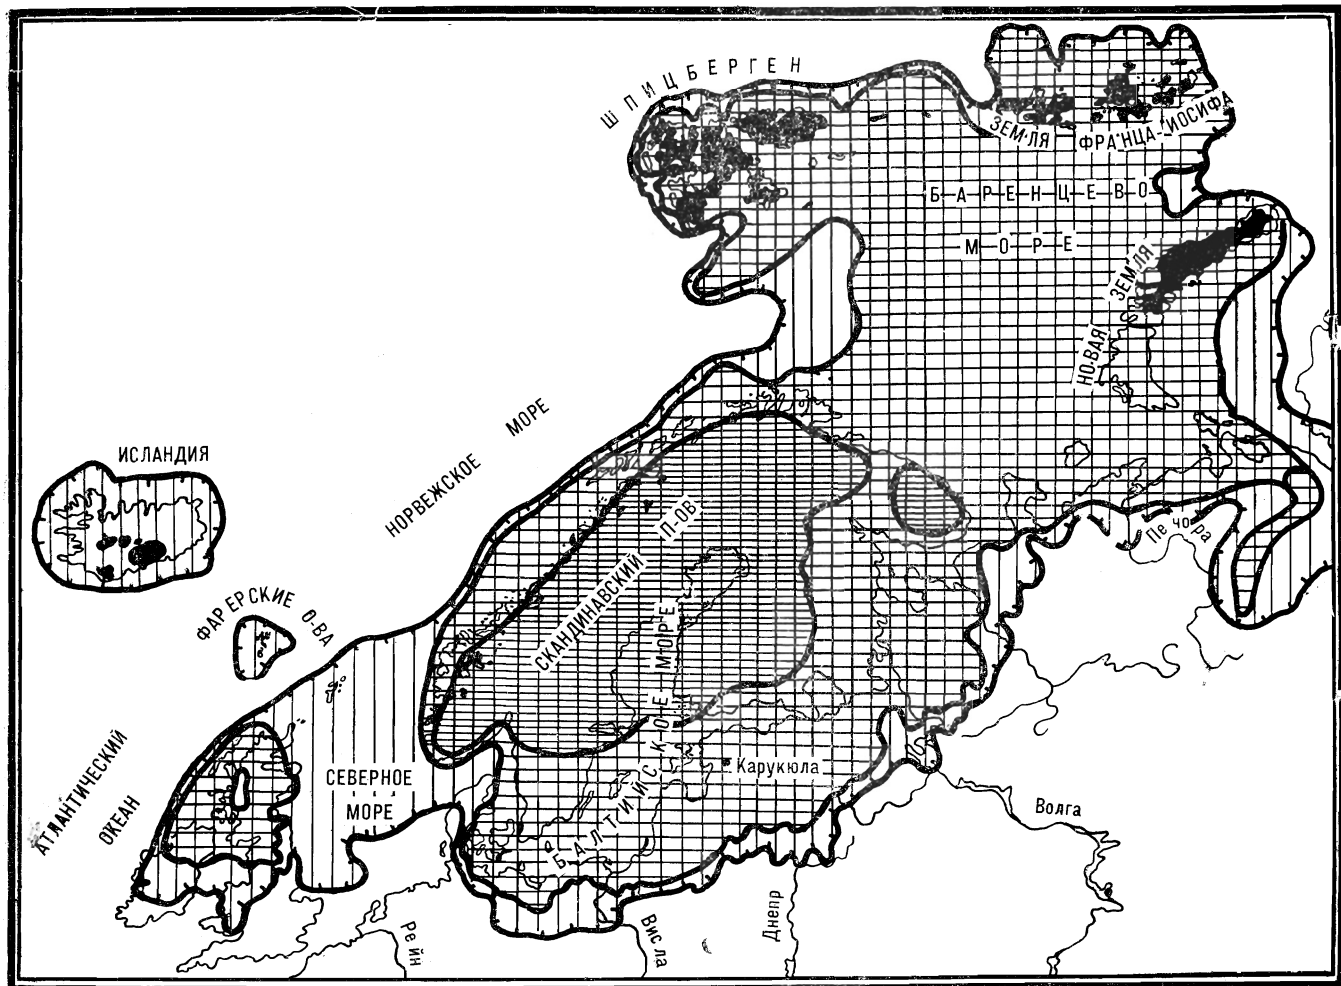 ШПИЦБЕРГЕН
ЗЕМЛЯ ФРАНЦА-ИОСИФА
БАРЕНЦЕВО
МОРЕ
НОВАЯ ЗЕМЛЯ
НОРВЕЖСКОЕ МОРЕ
ИСЛАНДИЯ
СКАНДИНАВСКИЙ П-ОВ
Печора
ФАРЕРСКИЕ О-ВА
АТЛАНТИЧЕСКИЙ
ОКЕАН
СЕВЕРНОЕ
МОРЕ
БАЛТИЙСКОЕ МОРЕ
Карукюла
Волга
Рейн
Висла
Днепр